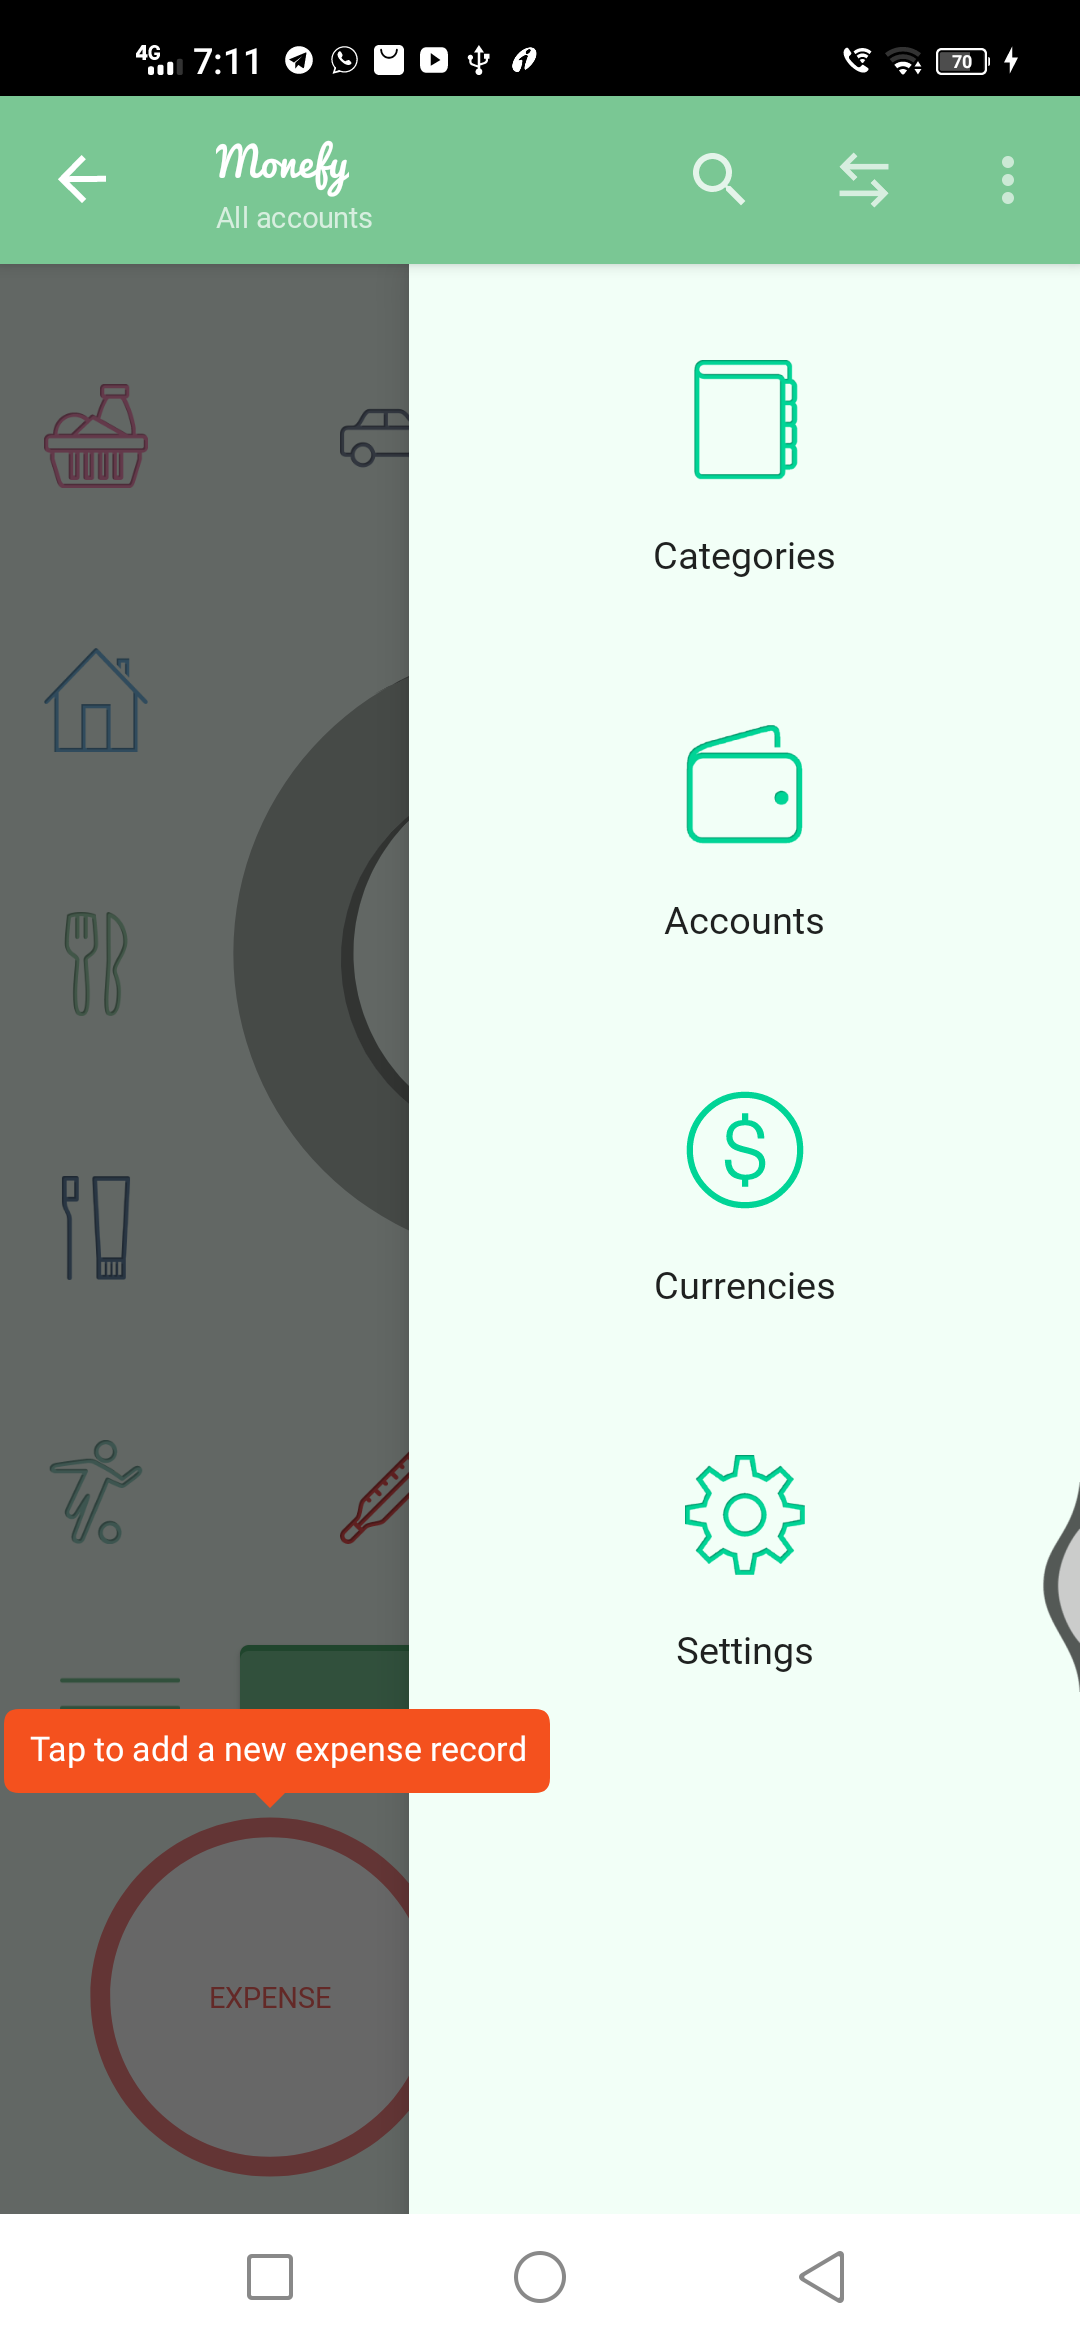 4G 7:11 70
Monefy
All accounts
Categories
Accounts
$
Currencies
Settings
Tap to add a new expense record
EXPENSE